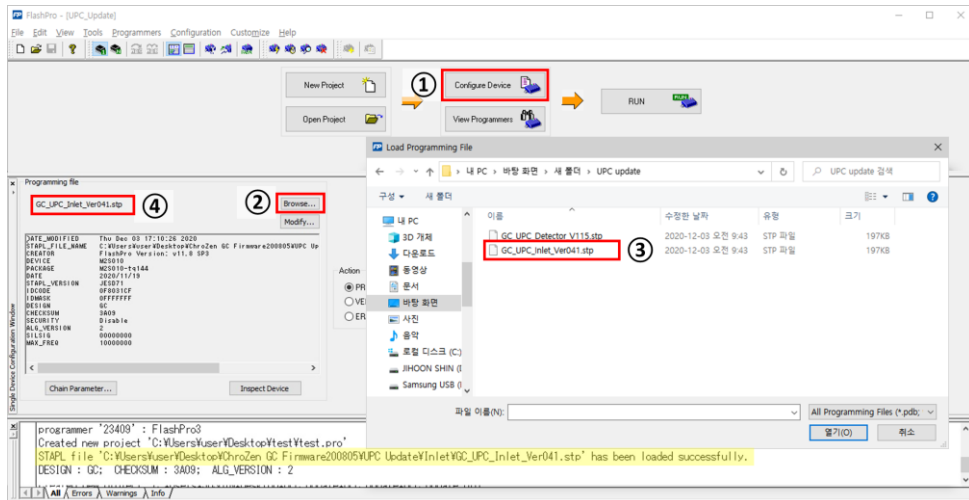 FlashPro - [UPC_Update]
File Edit View Tools Programmers Configuration Customize Help
New Project
① Configure Device
RUN
Open Project
View Programmers
Load Programming File
내 PC > 바탕 화면 > 새 폴더 > UPC update
UPC update 검색
구성 새 폴더
이름 수정한 날짜 유형 크기
내 PC
3D 개체
다운로드
동영상
문서
바탕 화면
사진
음악
로컬 디스크 (C:)
JIHOON SHIN (
Samsung USB (
GC_UPC_Detector_V115.stp 2020-12-03 오전 9:43 STP 파일 197KB
GC_UPC_Inlet_Ver041.stp ③ 2020-12-03 오전 9:43 STP 파일 197KB
파일 이름(N):
All Programming Files (*.pdb;
열기(O) 취소
Programming file
GC_UPC_Inlet_Ver041.stp ④
② Browse...
Modify...
DATE_MODIFIED Thu Dec 03 17:10:26 2020
STAPL_FILE_NAME C:\Users\user\Desktop\ChroZen GC Firmware200805\UPC Up
CREATOR FlashPro Version: v11.8 SP3
DEVICE M2S010
PACKAGE M2S010-tq144
DATE 2020/11/19
STAPL_VERSION JESD71
IDCODE 0F8031CF
IDMASK 0FFFFFFF
DESIGN GC
CHECKSUM 3A09
SECURITY Disable
ALG_VERSION 2
SILSIG 00000000
MAX_FREQ 10000000
Action
PR
VE
ER
Chain Parameter...
Inspect Device
Single Device Configuration Window
programmer '23409' : FlashPro3
Created new project 'C:\Users\user\Desktop\test\test.pro'
STAPL file 'C:\Users\user\Desktop\ChroZen GC Firmware200805\UPC Update\Inlet\GC_UPC_Inlet_Ver041.stp' has been loaded successfully.
DESIGN : GC; CHECKSUM : 3A09; ALG_VERSION : 2
All Errors Warnings Info